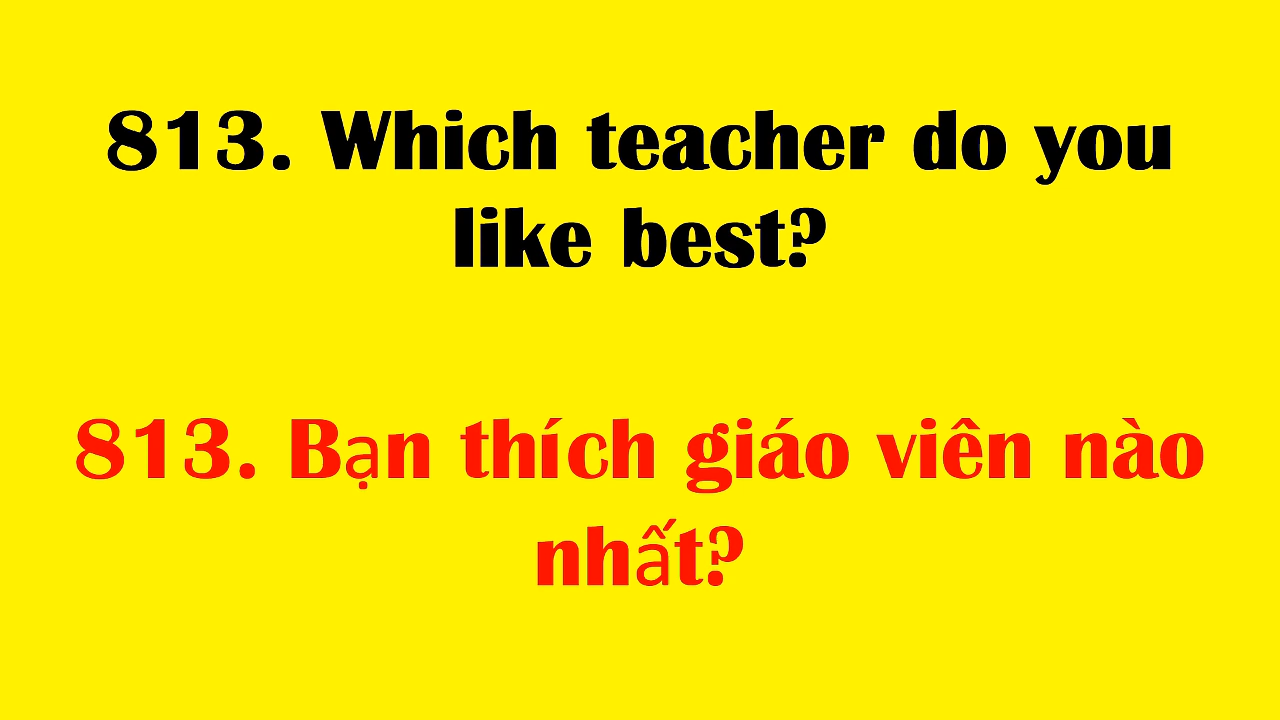 813. Which teacher do you
like best?
813. Bạn thích giáo viên nào
nhất?